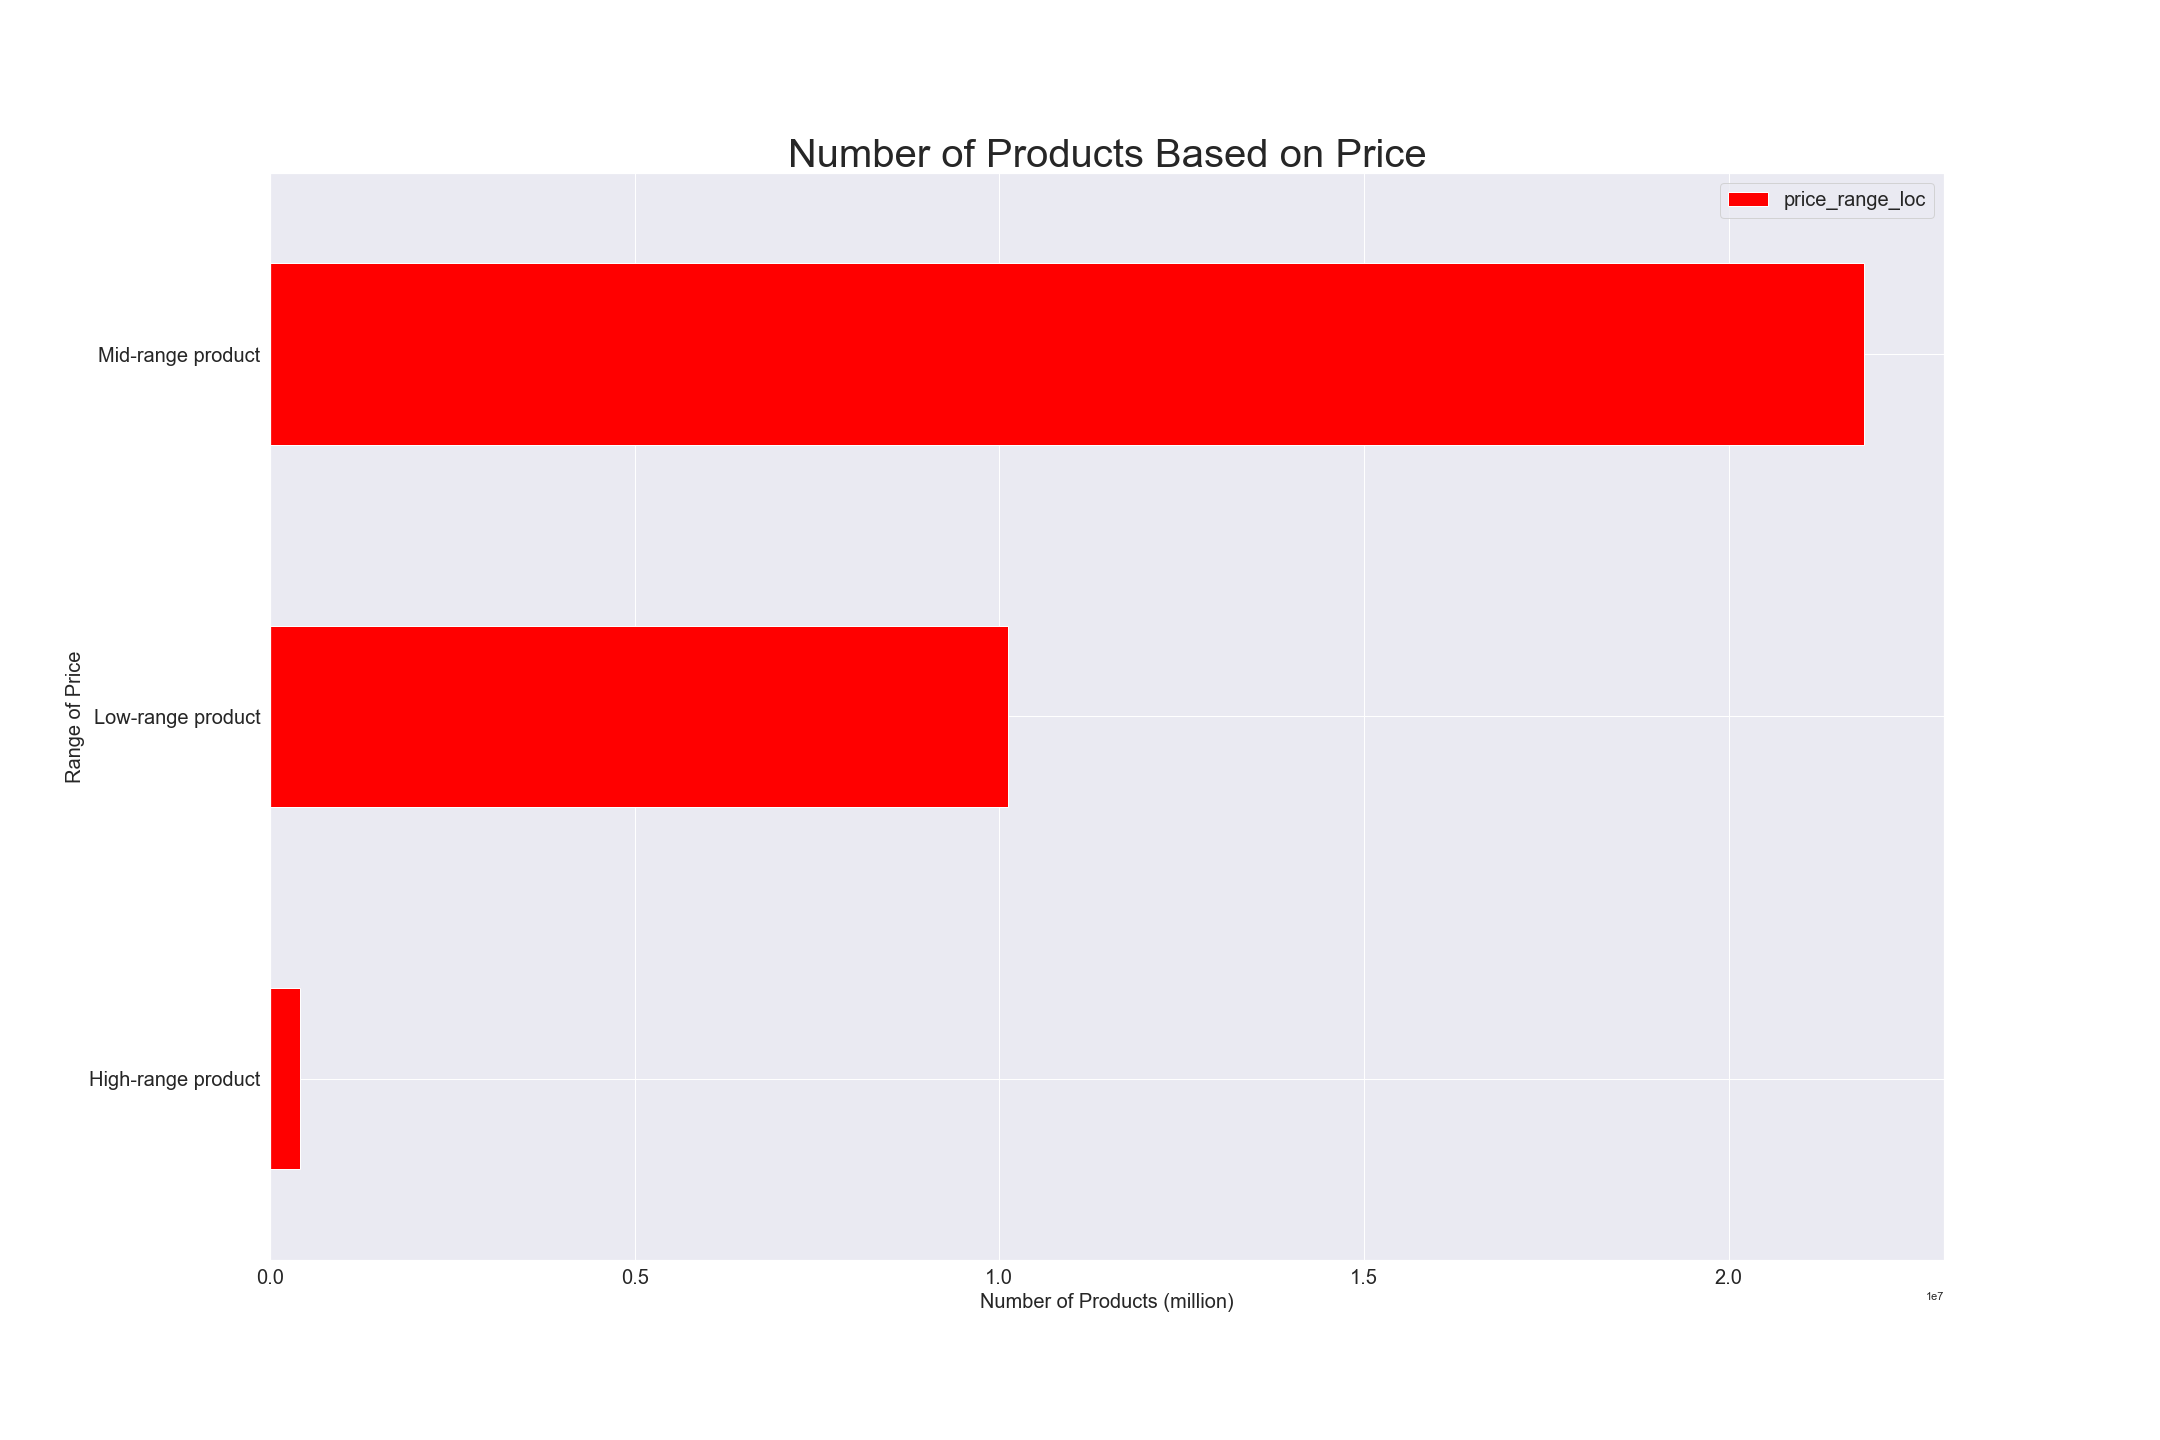 Number of Products Based on Price
price_range_loc
Mid-range product
Low-range product
High-range product
Range of Price
0.0 0.5 1.0 1.5 2.0
1e7
Number of Products (million)